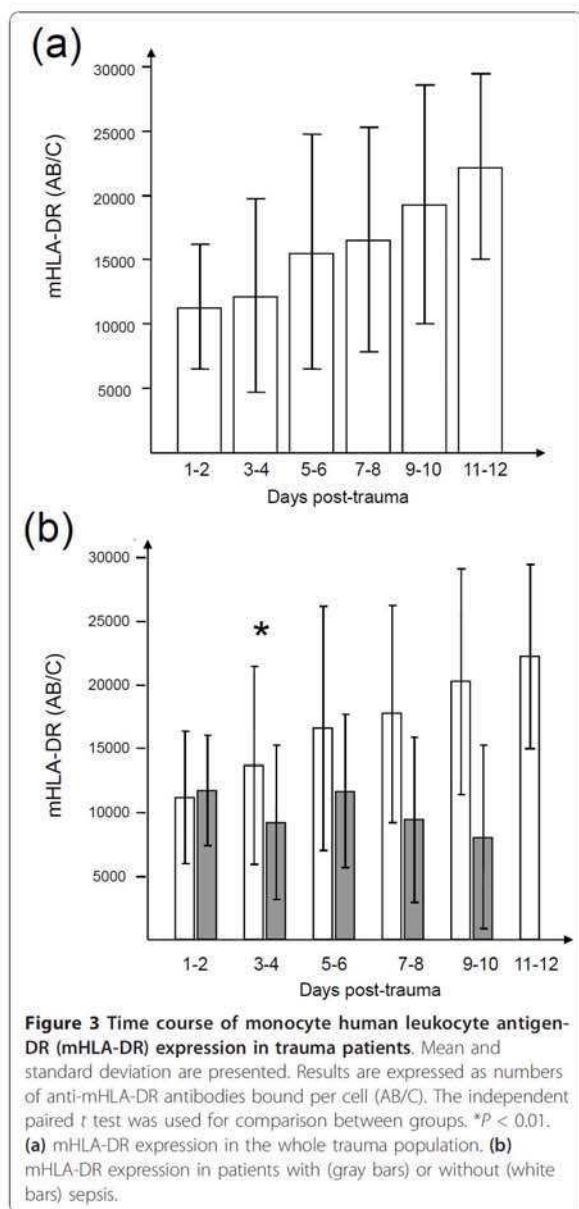 (a)
30000
25000
20000
15000
10000
5000
mHLA-DR (AB/C)
1-2 3-4 5-6 7-8 9-10 11-12
Days post-trauma
(b)
30000
25000
20000
15000
10000
5000
mHLA-DR (AB/C)
*
1-2 3-4 5-6 7-8 9-10 11-12
Days post-trauma
Figure 3 Time course of monocyte human leukocyte antigen-
DR (mHLA-DR) expression in trauma patients. Mean and
standard deviation are presented. Results are expressed as numbers
of anti-mHLA-DR antibodies bound per cell (AB/C). The independent
paired t test was used for comparison between groups. *P < 0.01.
(a) mHLA-DR expression in the whole trauma population. (b)
mHLA-DR expression in patients with (gray bars) or without (white
bars) sepsis.